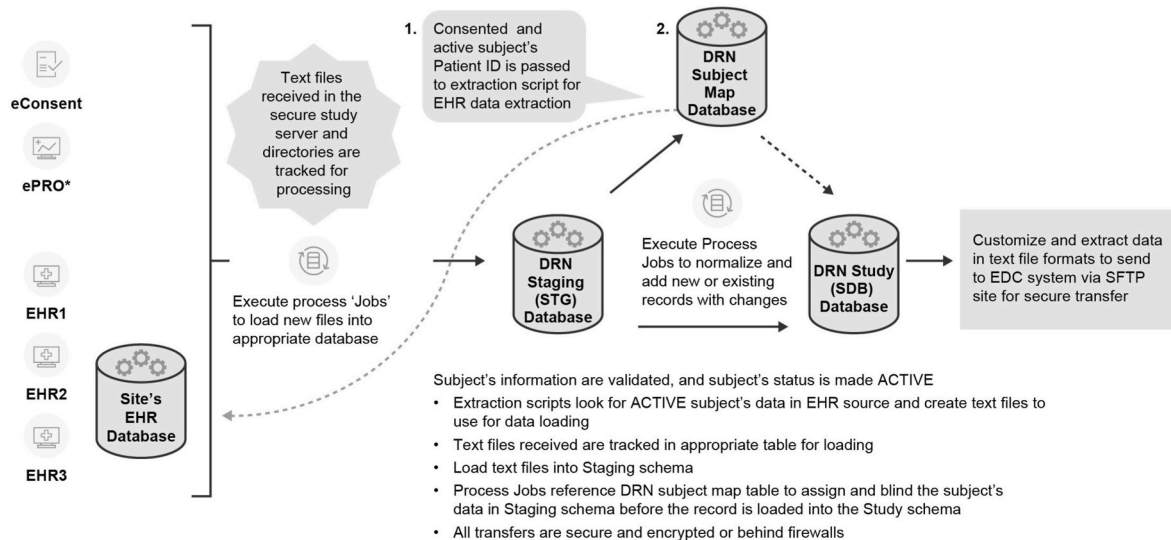 eConsent
ePRO*
EHR1
EHR2
EHR3
Site's
EHR
Database
Text files
received in the
secure study
server and
directories are
tracked for
processing
Execute process ‘Jobs’
to load new files into
appropriate database
1. Consented and
active subject's
Patient ID is passed
to extraction script for
EHR data extraction
2.
DRN
Subject
Map
Database
DRN
Staging
(STG)
Database
Execute Process
Jobs to normalize and
add new or existing
records with changes
DRN Study
(SDB)
Database
Customize and extract data
in text file formats to send
to EDC system via SFTP
site for secure transfer
Subject's information are validated, and subject's status is made ACTIVE
• Extraction scripts look for ACTIVE subject's data in EHR source and create text files to
use for data loading
• Text files received are tracked in appropriate table for loading
• Load text files into Staging schema
• Process Jobs reference DRN subject map table to assign and blind the subject's
data in Staging schema before the record is loaded into the Study schema
• All transfers are secure and encrypted or behind firewalls